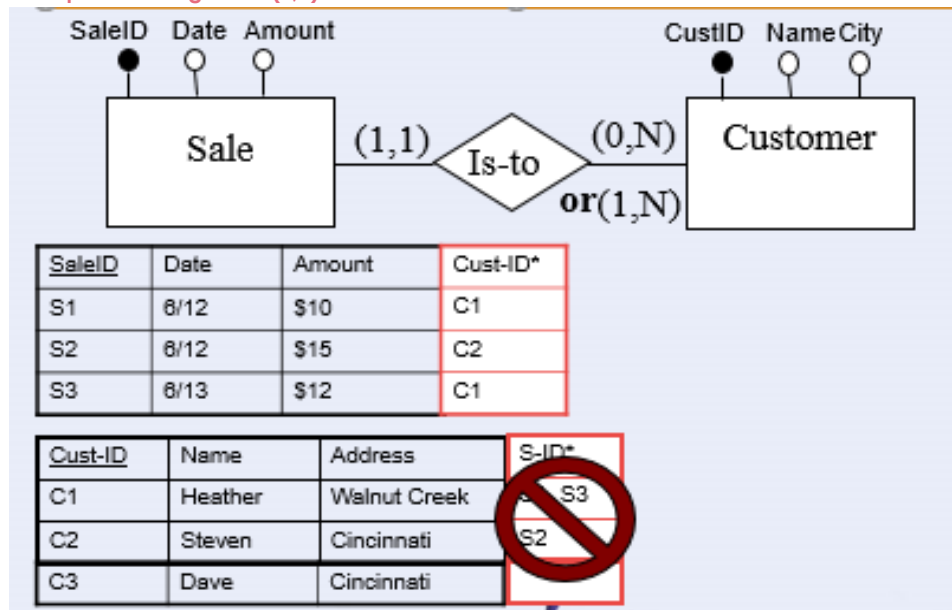 SaleID Date Amount
CustID Name City
Sale
(1,1)
Is-to
(0,N)
or(1,N)
Customer
SaleID Date Amount Cust-ID*
S1 6/12 $10 C1
S2 6/12 $15 C2
S3 6/13 $12 C1
Cust-ID Name Address S-ID*
C1 Heather Walnut Creek S3
C2 Steven Cincinnati S2
C3 Dave Cincinnati